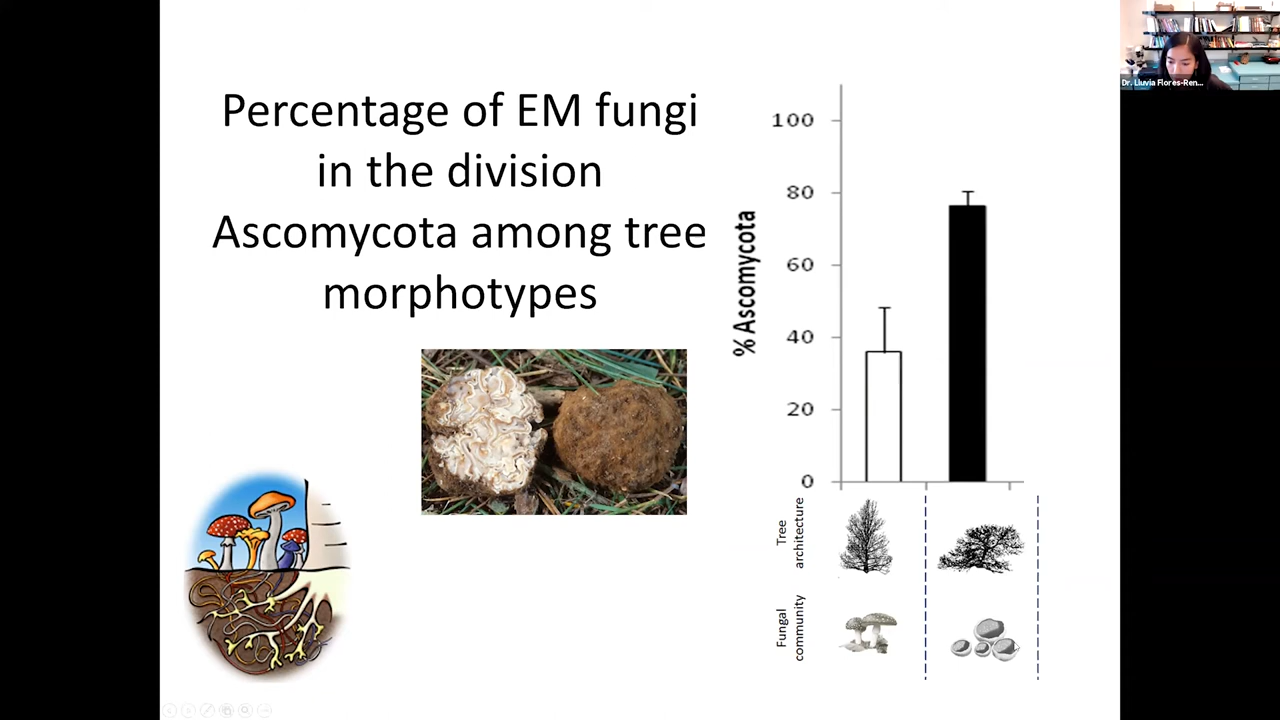 Percentage of EM fungi
in the division
Ascomycota among tree
morphotypes
% Ascomycota
100
80
60
40
20
0
Tree
architecture
Fungal
community
Dr. Lluvia Flores-Ren...